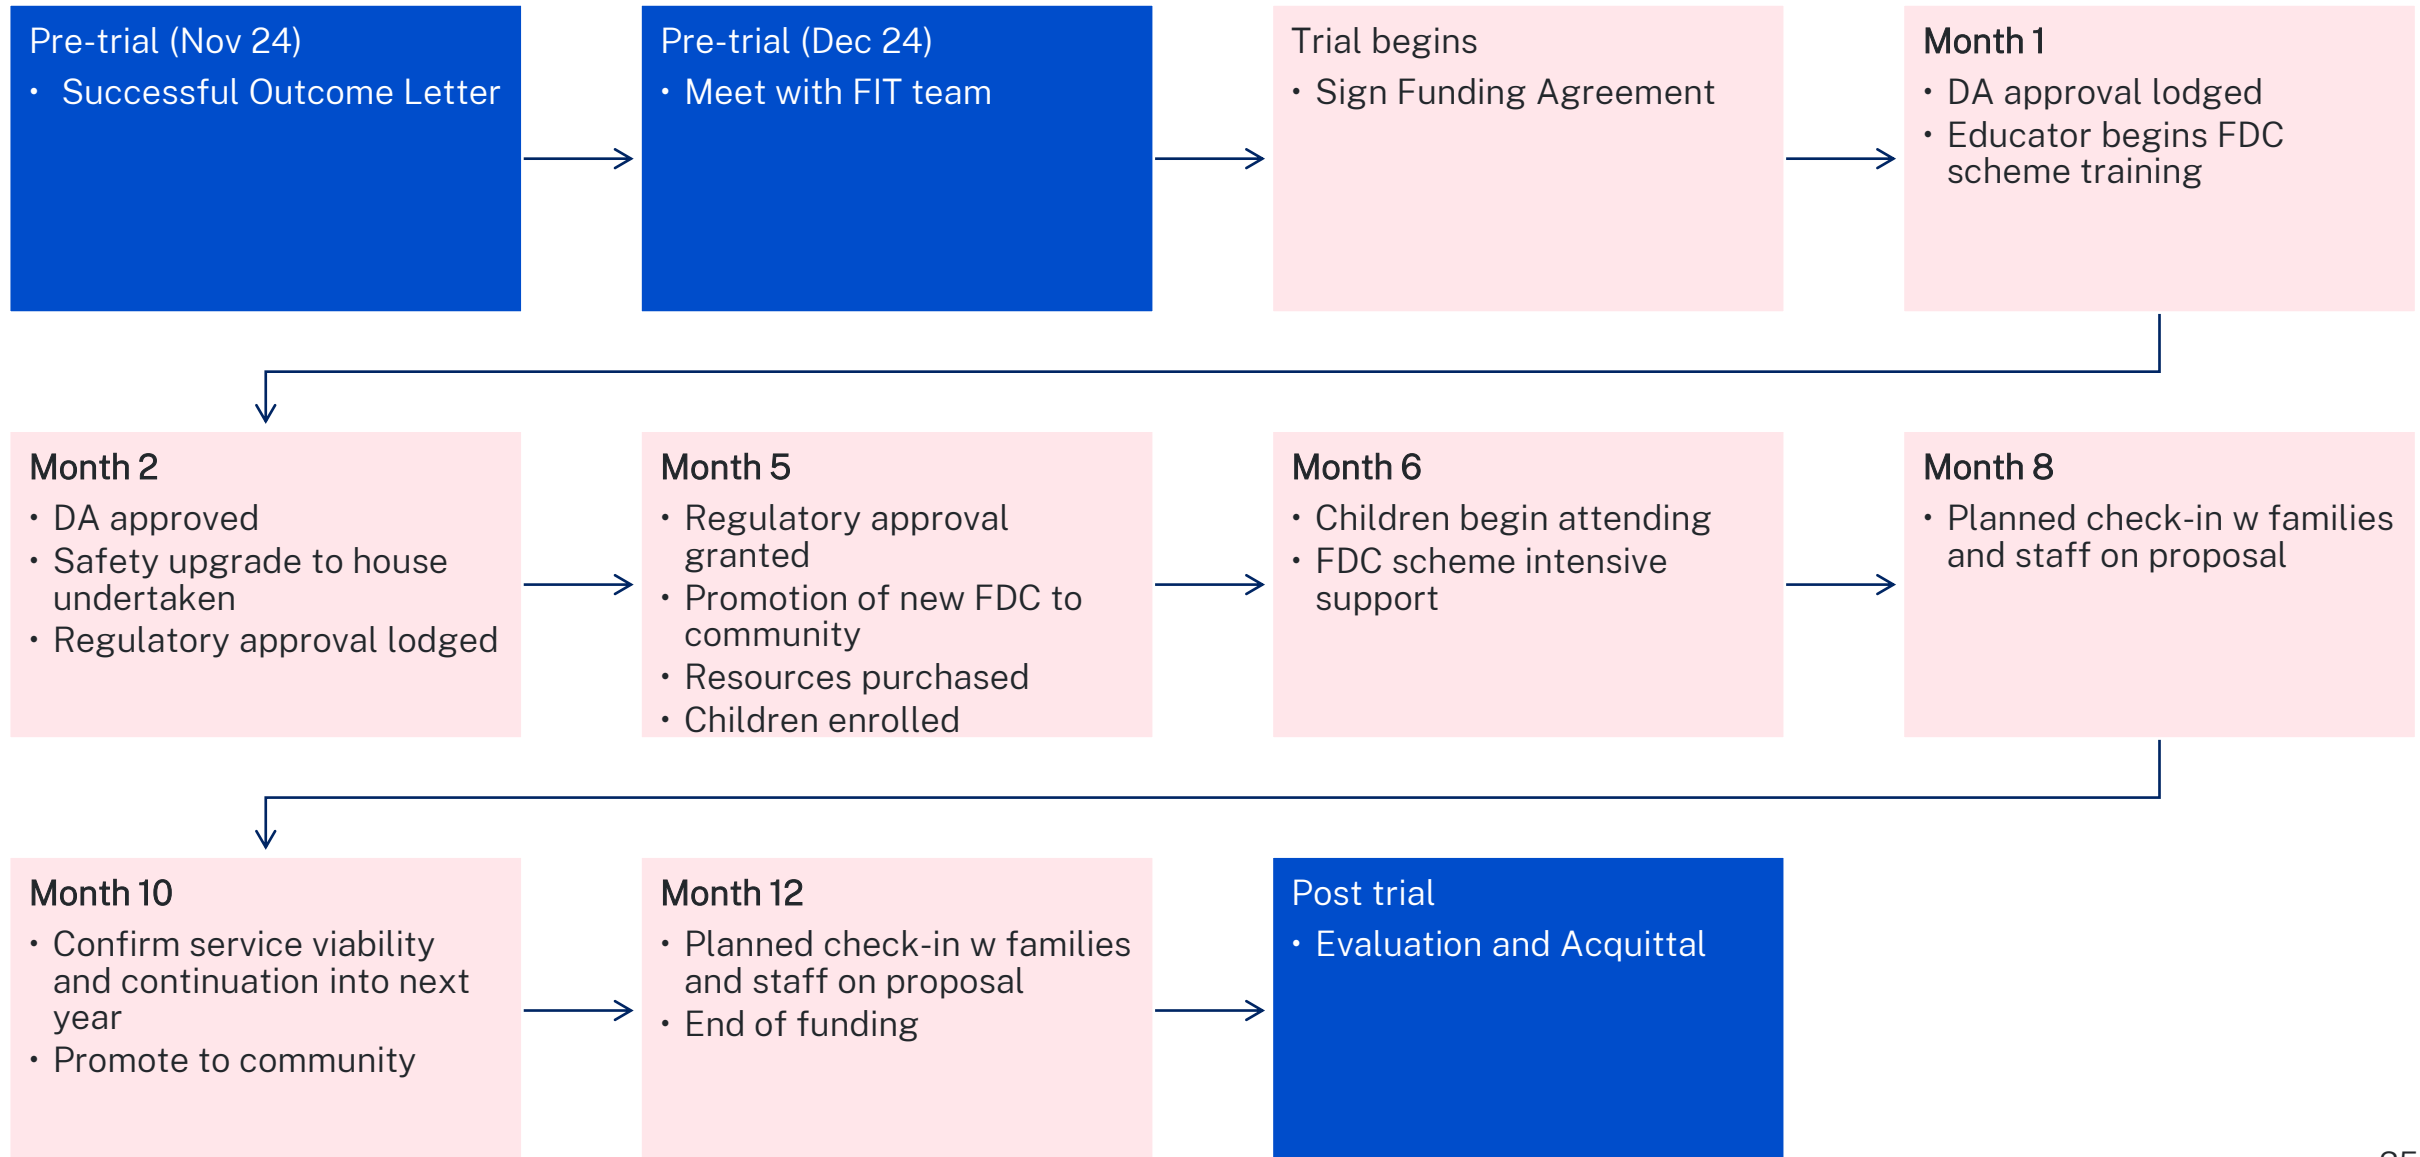 Pre-trial (Nov 24)
• Successful Outcome Letter
Pre-trial (Dec 24)
• Meet with FIT team
Trial begins
• Sign Funding Agreement
Month 1
• DA approval lodged
• Educator begins FDC
scheme training
Month 2
• DA approved
• Safety upgrade to house
undertaken
• Regulatory approval lodged
Month 5
• Regulatory approval
granted
• Promotion of new FDC to
community
• Resources purchased
• Children enrolled
Month 6
• Children begin attending
• FDC scheme intensive
support
Month 8
• Planned check-in w families
and staff on proposal
Month 10
• Confirm service viability
and continuation into next
year
• Promote to community
Month 12
• Planned check-in w families
and staff on proposal
• End of funding
Post trial
• Evaluation and Acquittal